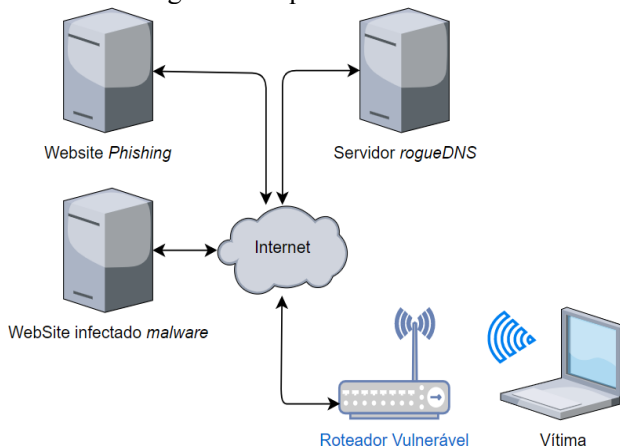 Website Phishing
Servidor rogueDNS
Internet
WebSite infectado malware
Roteador Vulnerável
Vítima